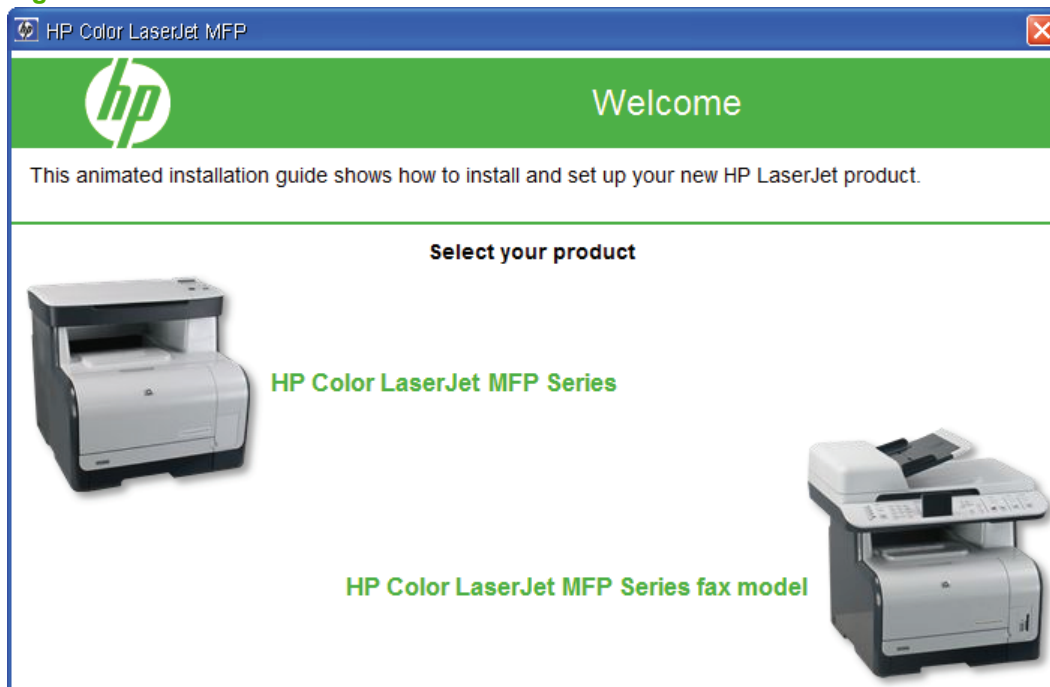 HP Color LaserJet MFP
hp
Welcome
This animated installation guide shows how to install and set up your new HP LaserJet product.
Select your product
HP Color LaserJet MFP Series
HP Color LaserJet MFP Series fax model